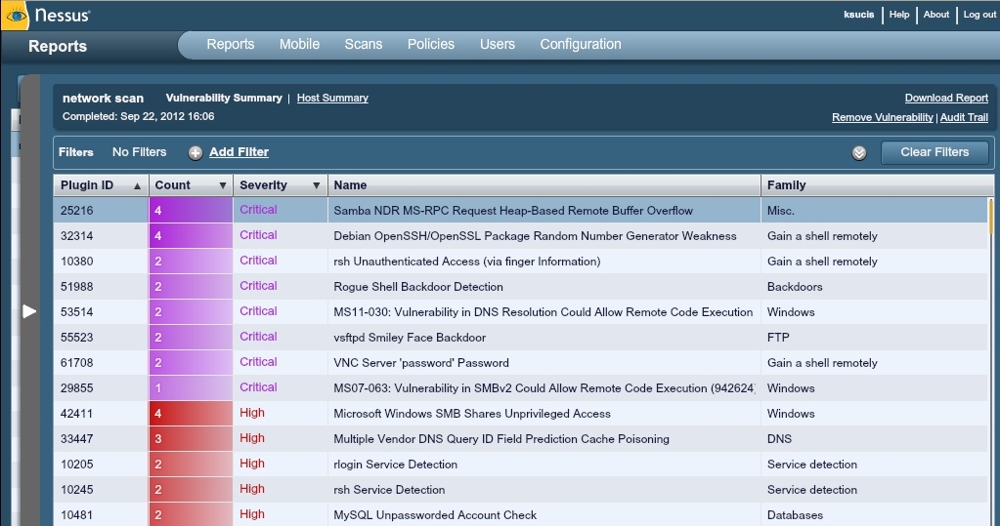 Nessus
ksucis | Help | About | Log out
Reports
Reports Mobile Scans Policies Users Configuration
network scan Vulnerability Summary | Host Summary Download Report
Completed: Sep 22, 2012 16:06 Remove Vulnerability | Audit Trail
Filters No Filters Add Filter Clear Filters
Plugin ID Count Severity Name Family
25216 4 Critical Samba NDR MS-RPC Request Heap-Based Remote Buffer Overflow Misc.
32314 4 Critical Debian OpenSSH/OpenSSL Package Random Number Generator Weakness Gain a shell remotely
10380 2 Critical rsh Unauthenticated Access (via finger Information) Gain a shell remotely
51988 2 Critical Rogue Shell Backdoor Detection Backdoors
53514 2 Critical MS11-030: Vulnerability in DNS Resolution Could Allow Remote Code Execution Windows
55523 2 Critical vsftpd Smiley Face Backdoor FTP
61708 2 Critical VNC Server 'password' Password Gain a shell remotely
29855 1 Critical MS07-063: Vulnerability in SMBv2 Could Allow Remote Code Execution (942624) Windows
42411 4 High Microsoft Windows SMB Shares Unprivileged Access Windows
33447 3 High Multiple Vendor DNS Query ID Field Prediction Cache Poisoning DNS
10205 2 High rlogin Service Detection Service detection
10245 2 High rsh Service Detection Service detection
10481 2 High MySQL Unpassworded Account Check Databases